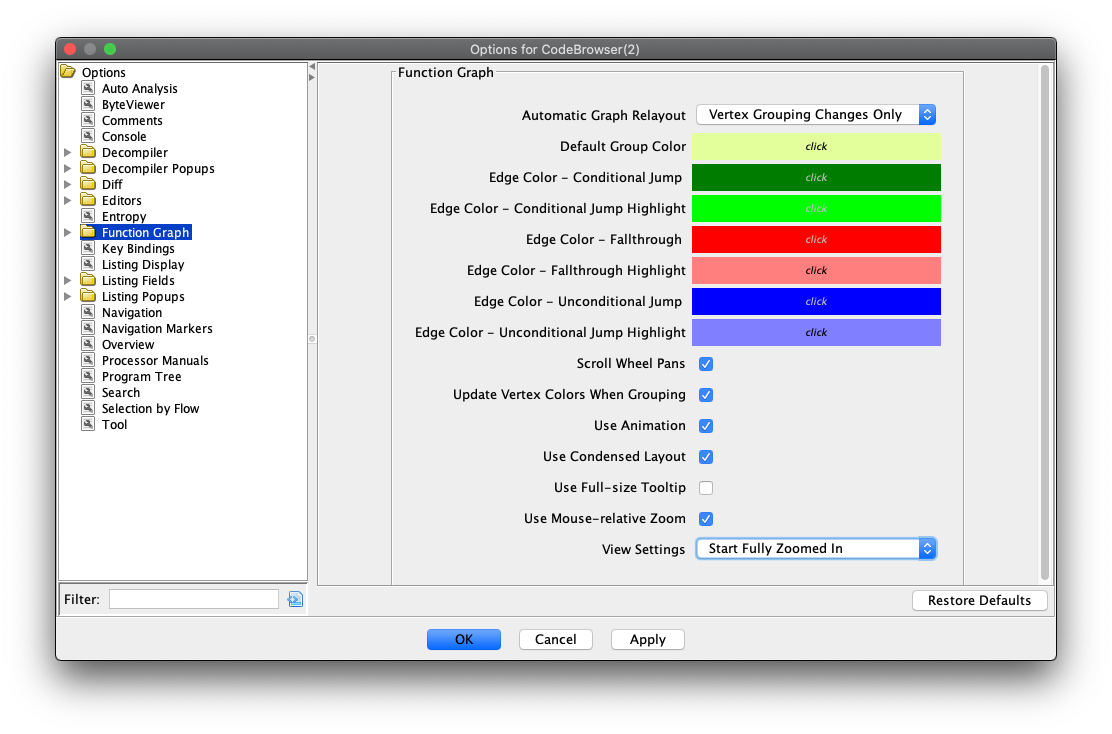 Options for CodeBrowser(2)
Options
Auto Analysis
ByteViewer
Comments
Console
Decompiler
Decompiler Popups
Diff
Editors
Entropy
Function Graph
Key Bindings
Listing Display
Listing Fields
Listing Popups
Navigation
Navigation Markers
Overview
Processor Manuals
Program Tree
Search
Selection by Flow
Tool
Filter:
Function Graph
Automatic Graph Relayout Vertex Grouping Changes Only
Default Group Color click
Edge Color - Conditional Jump click
Edge Color - Conditional Jump Highlight click
Edge Color - Fallthrough click
Edge Color - Fallthrough Highlight click
Edge Color - Unconditional Jump click
Edge Color - Unconditional Jump Highlight click
Scroll Wheel Pans
Update Vertex Colors When Grouping
Use Animation
Use Condensed Layout
Use Full-size Tooltip
Use Mouse-relative Zoom
View Settings Start Fully Zoomed In
Restore Defaults
OK Cancel Apply